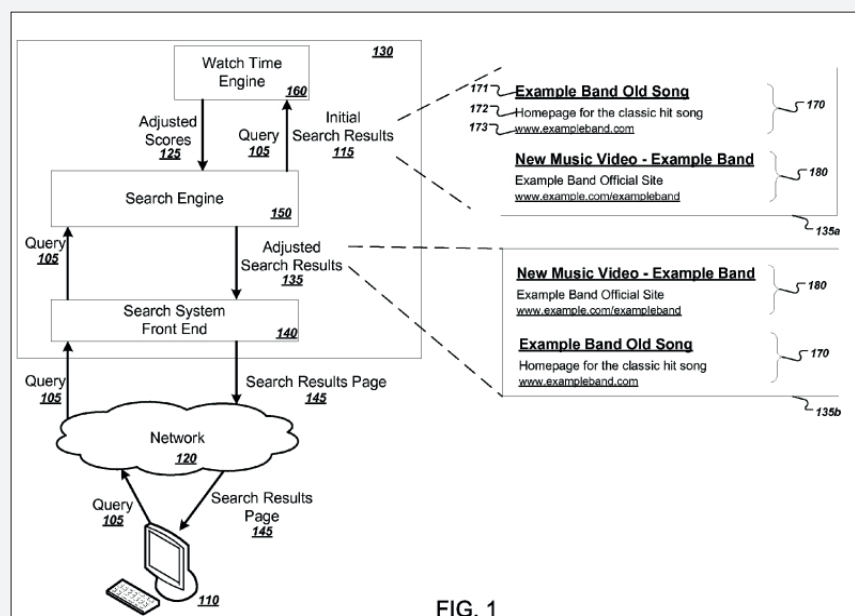 130
Watch Time
Engine
160
Adjusted
Scores
125
Query
105
Initial
Search Results
115
Search Engine
150
Query
105
Adjusted
Search Results
135
Search System
Front End
140
Query
105
Search Results Page
145
Network
120
Query
105
Search Results
Page
145
110
171
Example Band Old Song
172
Homepage for the classic hit song
173
www.exampleband.com
170
New Music Video - Example Band
Example Band Official Site
www.example.com/exampleband
180
135a
New Music Video - Example Band
Example Band Official Site
www.example.com/exampleband
180
Example Band Old Song
Homepage for the classic hit song
www.exampleband.com
170
135b
FIG. 1